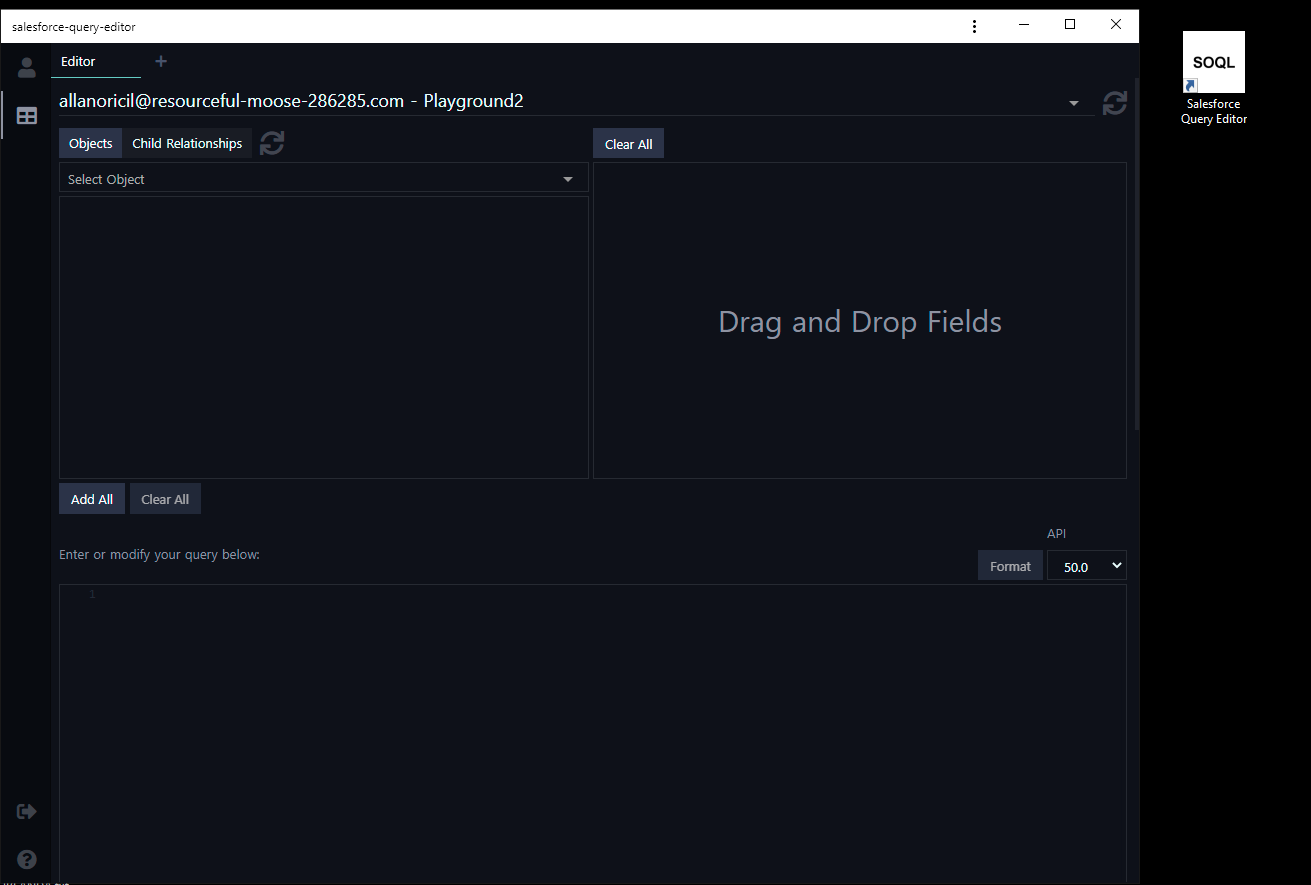 salesforce-query-editor
Editor
allanoricil@resourceful-moose-286285.com - Playground2
Objects
Child Relationships
Clear All
Select Object
Drag and Drop Fields
Add All
Clear All
API
Enter or modify your query below:
Format
50.0
1
SOQL
Salesforce
Query Editor